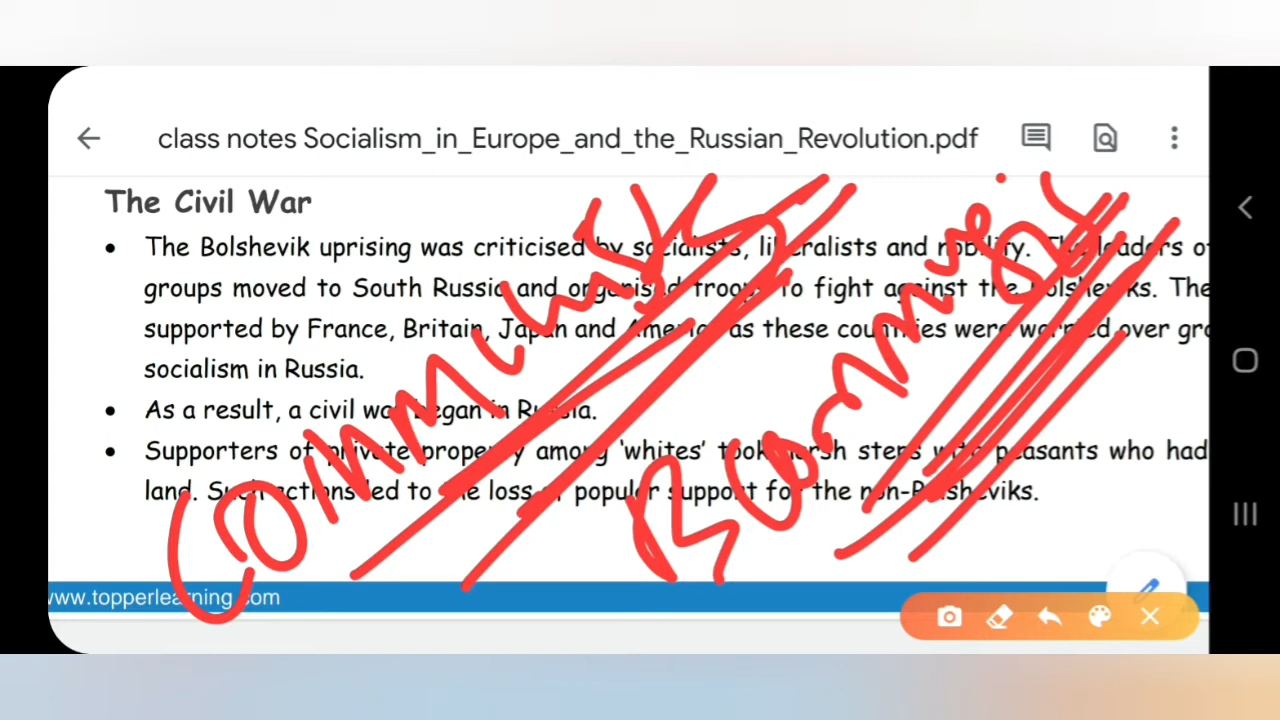 class notes Socialism_in_Europe_and_the_Russian_Revolution.pdf
The Civil War
• The Bolshevik uprising was criticised by socialists, liberalists and nobility. The leaders of
groups moved to South Russia and organised troops to fight against the Bolsheviks. The
supported by France, Britain, Japan and America as these countries were worried over gro
socialism in Russia.
• As a result, a civil war began in Russia.
• Supporters of private property among ‘whites’ took harsh steps with peasants who had
land. Such actions led to the loss of popular support for the non-Bolsheviks.
www.topperlearning.com